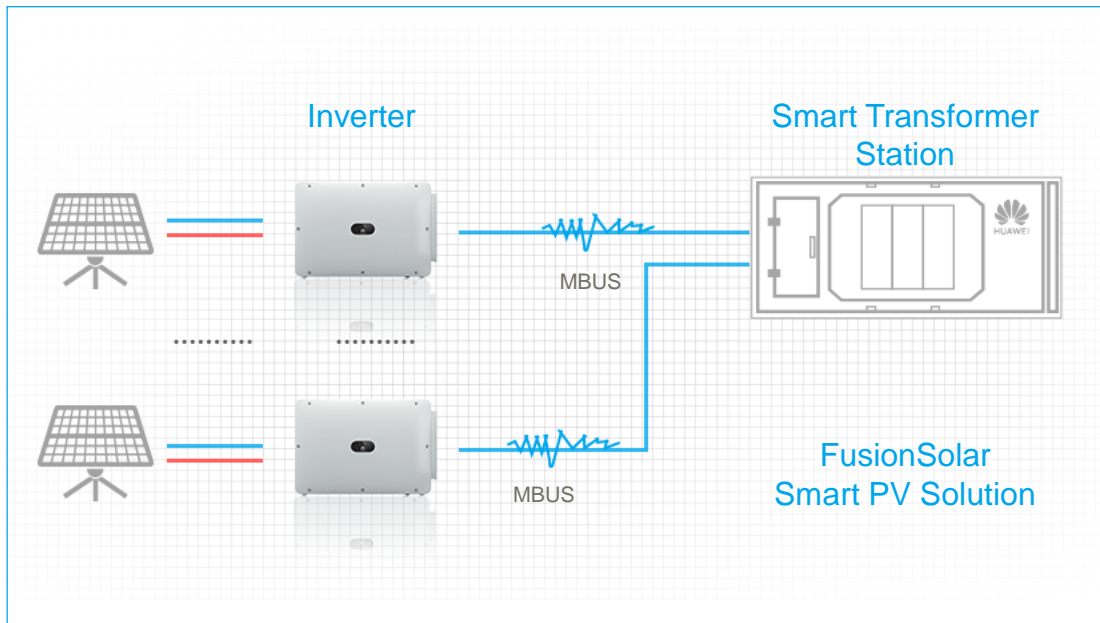 Inverter
Smart Transformer
Station
HUAWEI
MBUS
MBUS
FusionSolar
Smart PV Solution